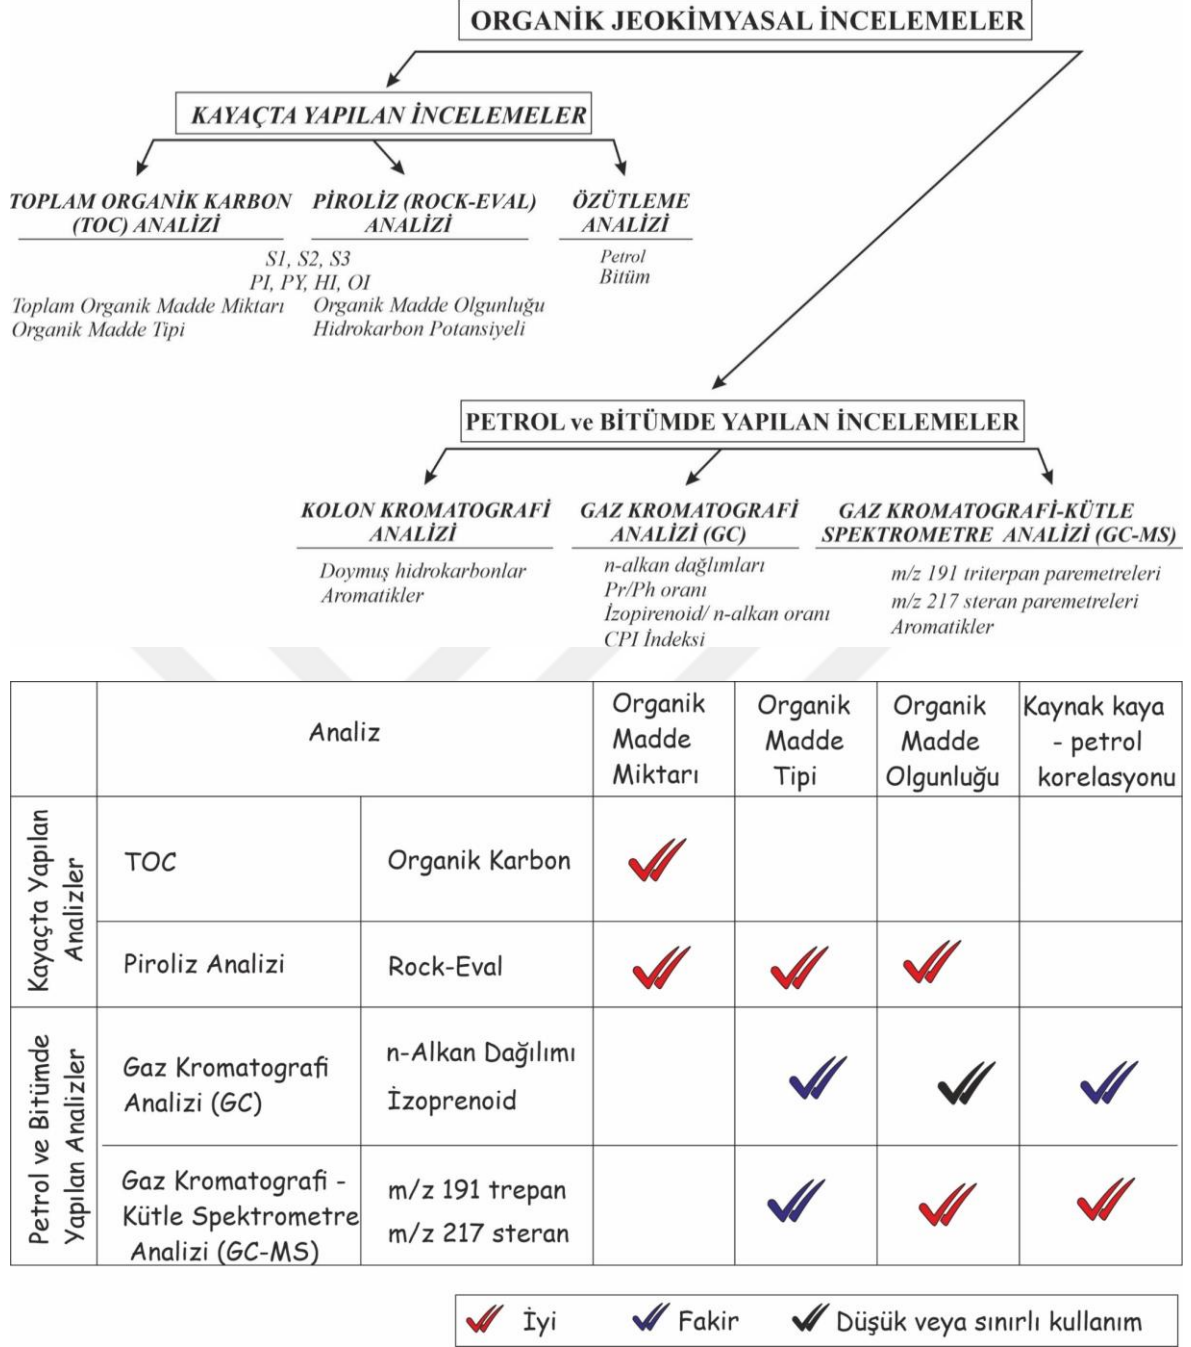 ORGANİK JEOKİMYASAL İNCELEMELER
KAYAÇTA YAPILAN İNCELEMELER
TOPLAM ORGANİK KARBON
(TOC) ANALİZİ
PİROLİZ (ROCK-EVAL)
ANALİZİ
ÖZÜTLEME
ANALİZİ
S1, S2, S3
PI, PY, HI, OI
Toplam Organik Madde Miktarı
Organik Madde Tipi
Organik Madde Olgunluğu
Hidrokarbon Potansiyeli
Petrol
Bitüm
PETROL ve BİTÜMDE YAPILAN İNCELEMELER
KOLON KROMATOGRAFİ
ANALİZİ
Doymuş hidrokarbonlar
Aromatikler
GAZ KROMATOGRAFİ
ANALİZİ (GC)
n-alkan dağlımları
Pr/Ph oranı
İzopirenoid/ n-alkan oranı
CPI İndeksi
GAZ KROMATOGRAFİ-KÜTLE
SPEKTROMETRE ANALİZİ (GC-MS)
m/z 191 triterpan paremetreleri
m/z 217 steran paremetreleri
Aromatikler
Analiz
Organik
Madde
Miktarı
Organik
Madde
Tipi
Organik
Madde
Olgunluğu
Kaynak kaya
- petrol
korelasyonu
Kayaçta Yapılan
Analizler
TOC
Organik Karbon
Piroliz Analizi
Rock-Eval
Petrol ve Bitümde
Yapılan Analizler
Gaz Kromatografi
Analizi (GC)
n-Alkan Dağılımı
İzoprenoid
Gaz Kromatografi -
Kütle Spektrometre
Analizi (GC-MS)
m/z 191 trepan
m/z 217 steran
İyi
Fakir
Düşük veya sınırlı kullanım